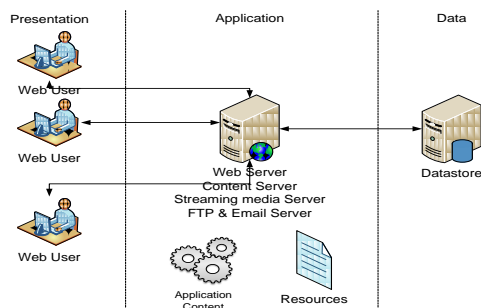 Presentation
Application
Data
Web User
Web User
Web User
Web Server
Content Server
Streaming media Server
FTP & Email Server
Datastore
Application
Content
Resources